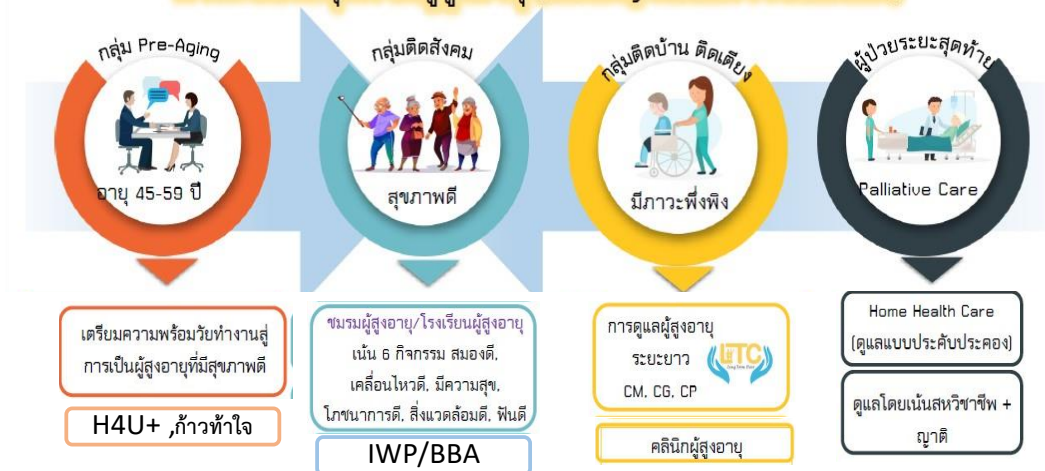 กลุ่ม Pre-Aging
อายุ 45-59 ปี
เตรียมความพร้อมวัยทำงานสู่
การเป็นผู้สูงอายุที่มีสุขภาพดี
H4U+ ,ก้าวท้าใจ
กลุ่มติดสังคม
สุขภาพดี
ชมรมผู้สูงอายุ/โรงเรียนผู้สูงอายุ
เน้น 6 กิจกรรม สมองดี,
เคลื่อนไหวดี, มีความสุข,
โภชนาการดี, สิ่งแวดล้อมดี, ฟันดี
IWP/BBA
กลุ่มติดบ้าน ติดเตียง
มีภาวะพึ่งพิง
การดูแลผู้สูงอายุ
ระยะยาว
LTC
Long Term Care
CM, CG, CP
คลินิกผู้สูงอายุ
ผู้ป่วยระยะสุดท้าย
Palliative Care
Home Health Care
(ดูแลแบบประคับประคอง)
ดูแลโดยเน้นสหวิชาชีพ +
ญาติ